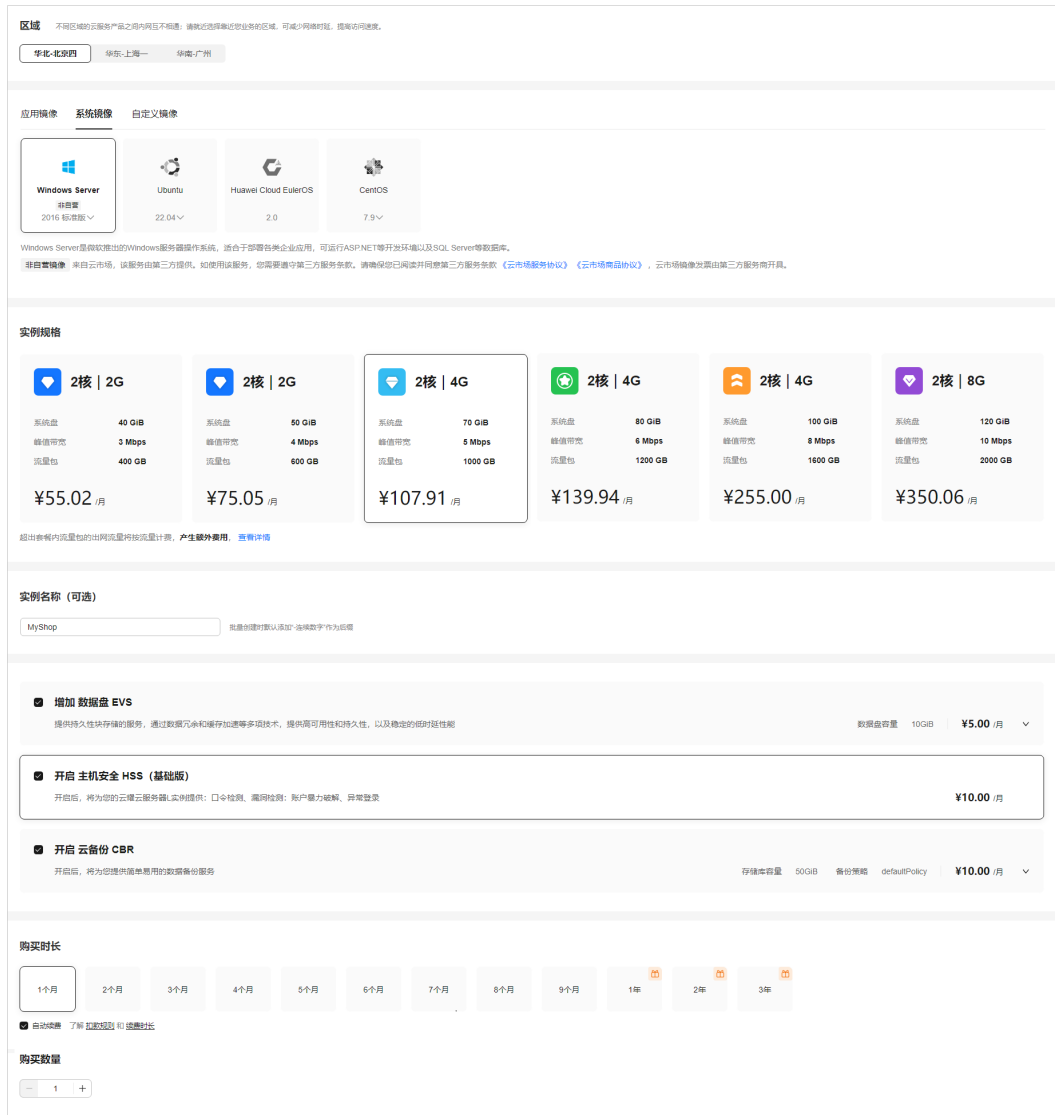 区域 不同区域的云服务产品之间内网互不相通；请就近选择靠近您业务的区域，可减少网络时延，提高访问速度。
华北-北京四 华东-上海一 华南-广州
应用镜像 系统镜像 自定义镜像
Windows Server Ubuntu Huawei Cloud EulerOS CentOS
非自营
2016 标准版 22.04 2.0 7.9
Windows Server是微软推出的Windows服务器操作系统，适合于部署各类企业应用，可运行ASP.NET等开发环境以及SQL Server等数据库。
非自营镜像 来自云市场，该服务由第三方提供。如使用该服务，您需要遵守第三方服务条款。请确保您已阅读并同意第三方服务条款 《云市场服务协议》 《云市场商品协议》 ，云市场镜像发票由第三方服务商开具。
实例规格
2核 | 2G 2核 | 2G 2核 | 4G 2核 | 4G 2核 | 4G 2核 | 8G
系统盘 40 GiB 系统盘 50 GiB 系统盘 70 GiB 系统盘 80 GiB 系统盘 100 GiB 系统盘 120 GiB
峰值带宽 3 Mbps 峰值带宽 4 Mbps 峰值带宽 5 Mbps 峰值带宽 6 Mbps 峰值带宽 8 Mbps 峰值带宽 10 Mbps
流量包 400 GB 流量包 600 GB 流量包 1000 GB 流量包 1200 GB 流量包 1600 GB 流量包 2000 GB
¥55.02 /月 ¥75.05 /月 ¥107.91 /月 ¥139.94 /月 ¥255.00 /月 ¥350.06 /月
超出套餐内流量包的出网流量将按流量计费，产生额外费用。 查看详情
实例名称（可选）
MyShop 批量创建时默认添加“-连续数字”作为后缀
增加 数据盘 EVS
提供持久性块存储的服务，通过数据冗余和缓存加速等多项技术，提供高可用性和持久性，以及稳定的低时延性能 数据盘容量 10GiB ¥5.00 /月
开启 主机安全 HSS（基础版）
开启后，将为您的云耀云服务器L实例提供：口令检测、漏洞检测；账户暴力破解、异常登录 ¥10.00 /月
开启 云备份 CBR
开启后，将为您提供简单易用的数据备份服务 存储库容量 50GiB 备份策略 defaultPolicy ¥10.00 /月
购买时长
1个月 2个月 3个月 4个月 5个月 6个月 7个月 8个月 9个月 1年 2年 3年
自动续费 了解 扣款规则 和 续费时长
购买数量
1